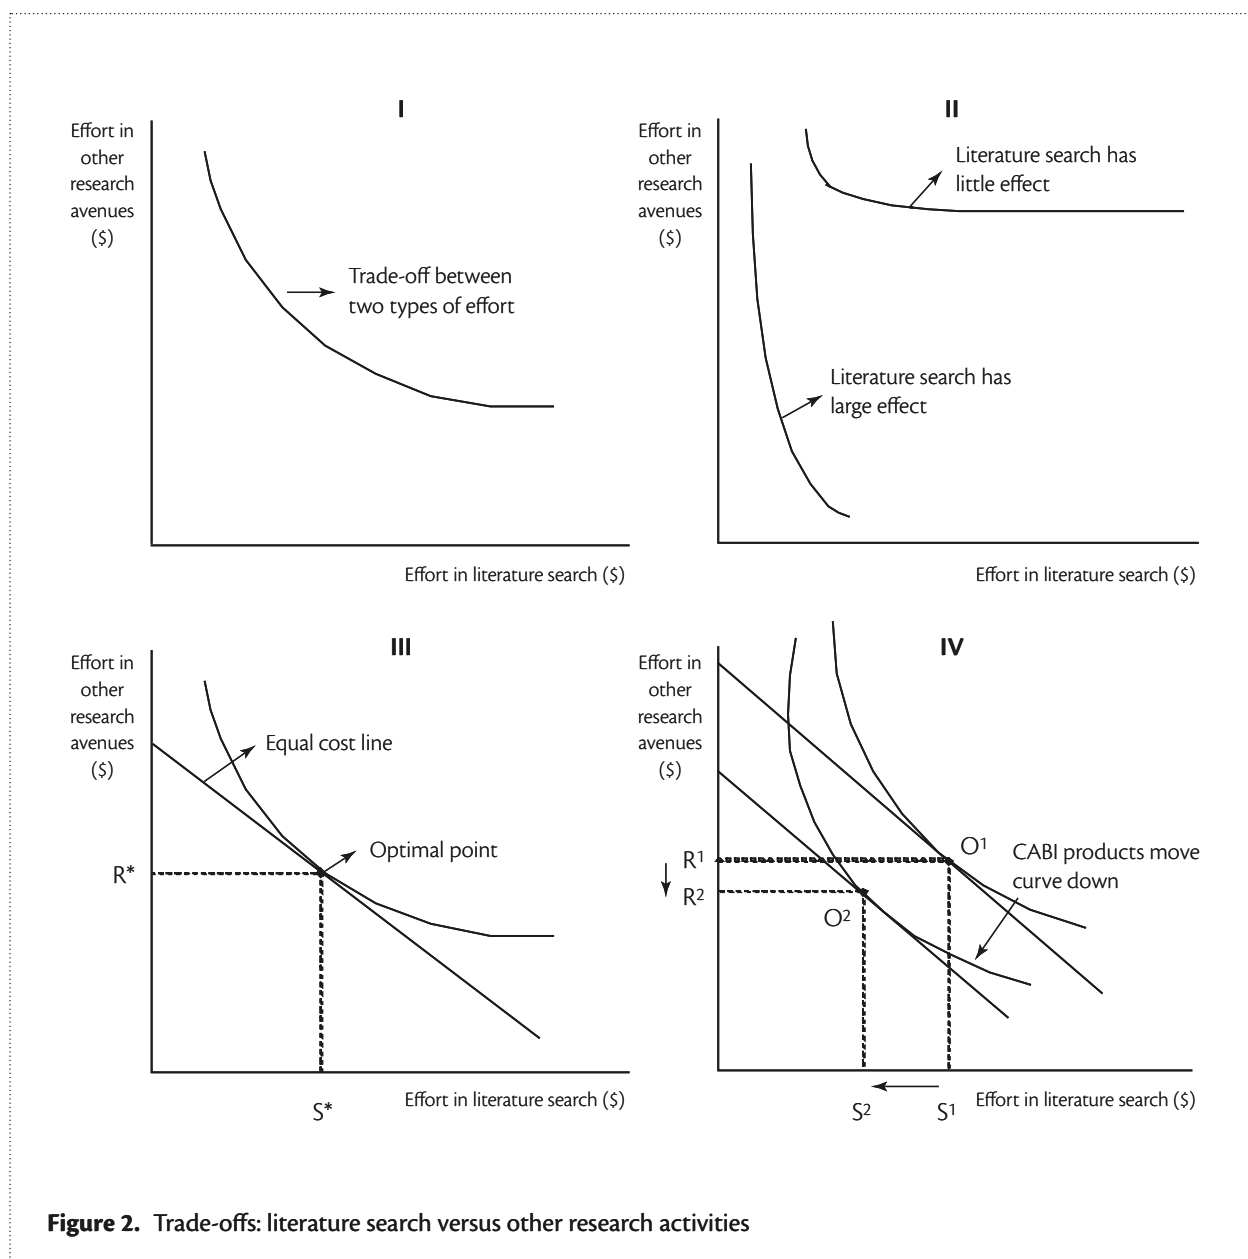 I
Effort in
other
research
avenues
($)
Trade-off between
two types of effort
Effort in literature search ($)
II
Effort in
other
research
avenues
($)
Literature search has
little effect
Literature search has
large effect
Effort in literature search ($)
III
Effort in
other
research
avenues
($)
Equal cost line
Optimal point
R*
S*
Effort in literature search ($)
IV
Effort in
other
research
avenues
($)
O¹
CABI products move
curve down
R¹
R²
O²
S²
S¹
Effort in literature search ($)
Figure 2. Trade-offs: literature search versus other research activities